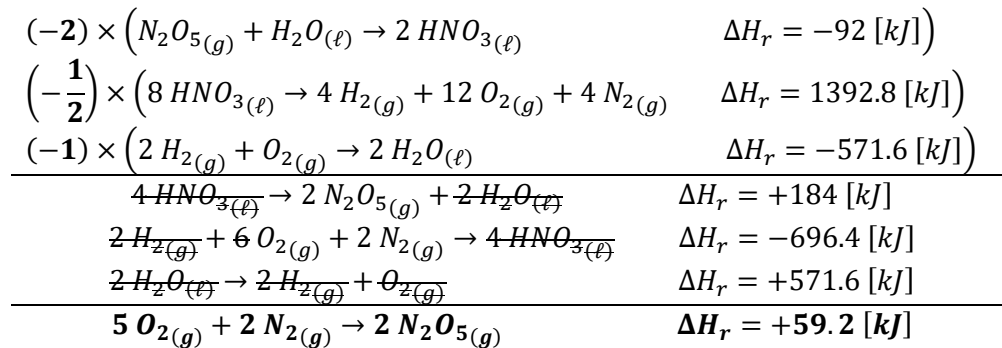 (−2) × (N₂O₅₍g₎ + H₂O₍ℓ₎ → 2 HNO₃₍ℓ₎ ΔHᵣ = −92 [kJ])
(−1/2) × (8 HNO₃₍ℓ₎ → 4 H₂₍g₎ + 12 O₂₍g₎ + 4 N₂₍g₎ ΔHᵣ = 1392.8 [kJ])
(−1) × (2 H₂₍g₎ + O₂₍g₎ → 2 H₂O₍ℓ₎ ΔHᵣ = −571.6 [kJ])
4 HNO₃₍ℓ₎ → 2 N₂O₅₍g₎ + 2 H₂O₍ℓ₎ ΔHᵣ = +184 [kJ]
2 H₂₍g₎ + 6 O₂₍g₎ + 2 N₂₍g₎ → 4 HNO₃₍ℓ₎ ΔHᵣ = −696.4 [kJ]
2 H₂O₍ℓ₎ → 2 H₂₍g₎ + O₂₍g₎ ΔHᵣ = +571.6 [kJ]
5 O₂₍g₎ + 2 N₂₍g₎ → 2 N₂O₅₍g₎ ΔHᵣ = +59.2 [kJ]